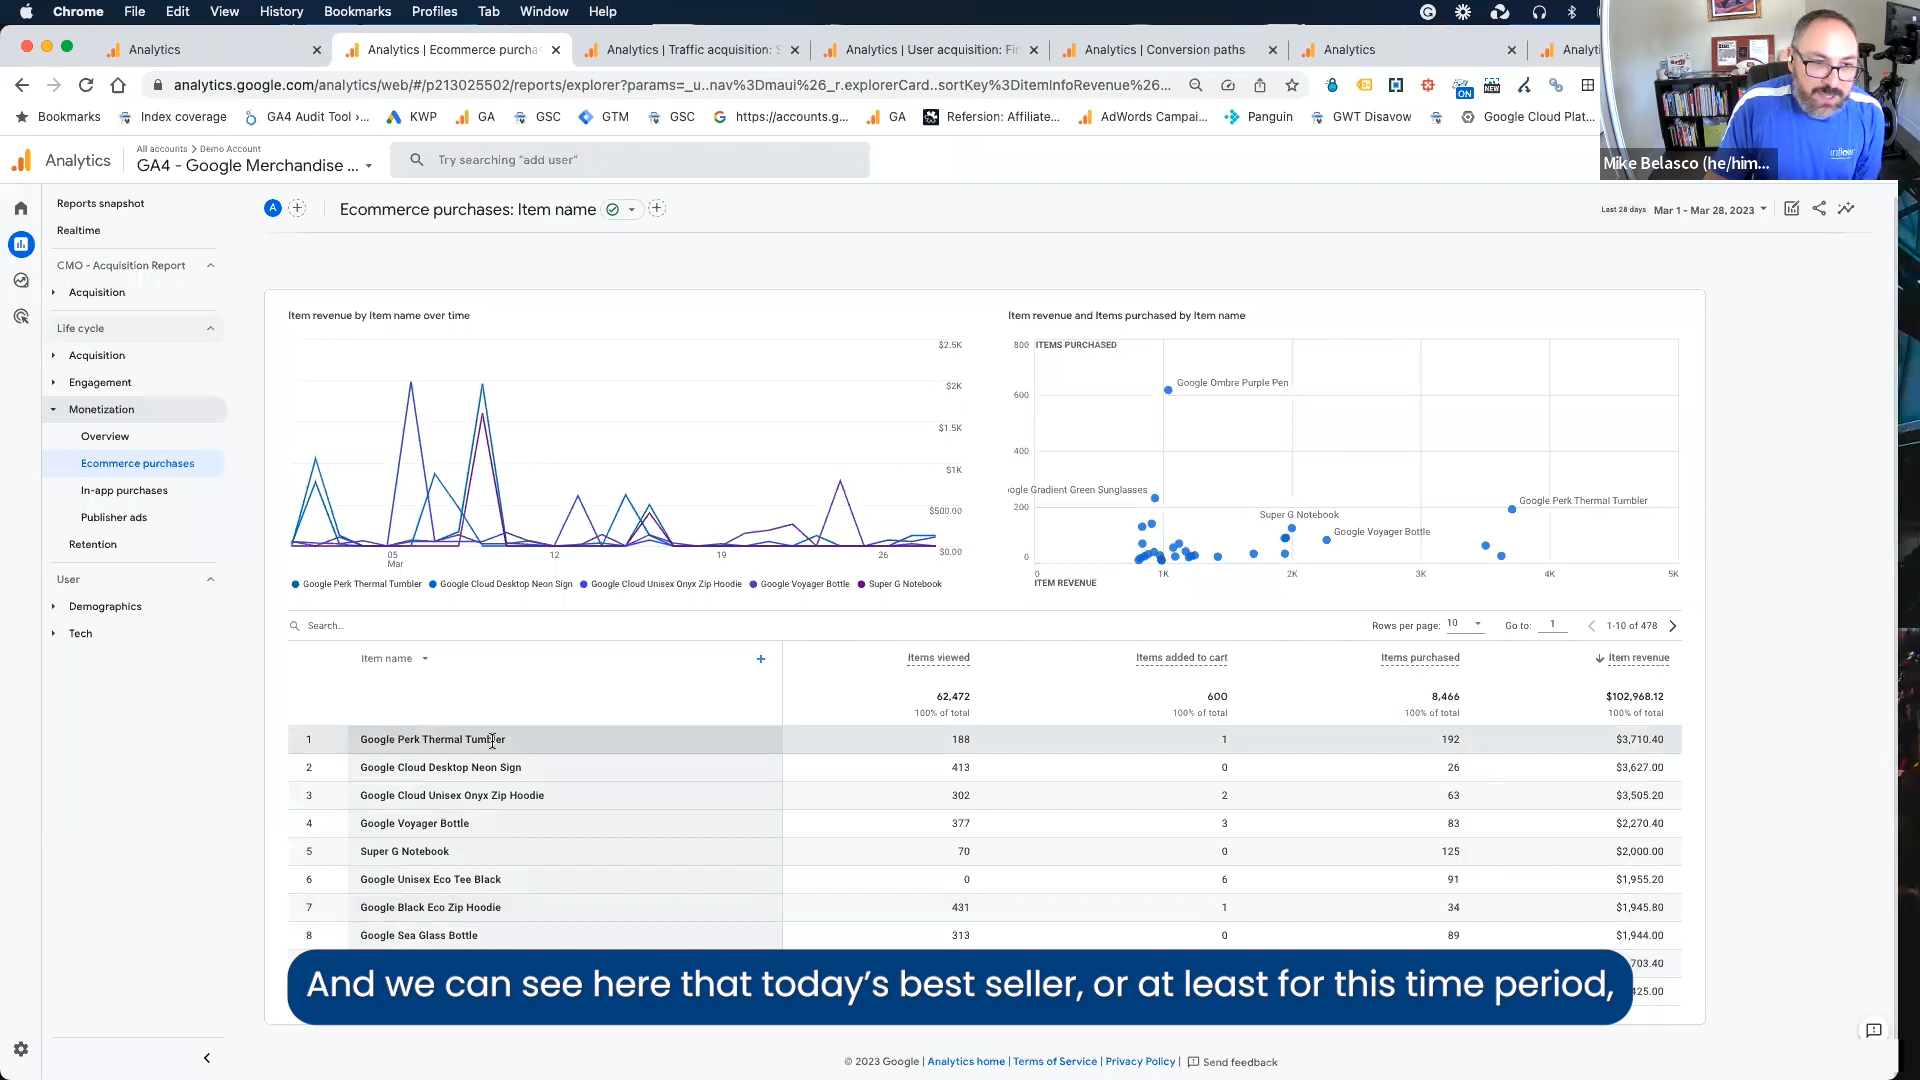 Chrome File Edit View History Bookmarks Profiles Tab Window Help
Analytics
Analytics | Ecommerce purcha
Analytics | Traffic acquisition:
Analytics | User acquisition: Fi
Analytics | Conversion paths
Analytics
analytics.google.com/analytics/web/#/p213025502/reports/explorer?params=_u..nav%3Dmaui%26_r.explorerCard..sortKey%3DitemInfoRevenue%26...
ON
NEW
Bookmarks Index coverage GA4 Audit Tool ›... KWP GA GSC GTM GSC https://accounts.g... GA Refersion: Affiliate... AdWords Campai... Panguin GWT Disavow Google Cloud Plat...
inflow
Mike Belasco (he/him...
Analytics
All accounts > Demo Account
GA4 - Google Merchandise ...
Try searching "add user"
Reports snapshot
Realtime
CMO - Acquisition Report
Acquisition
Life cycle
Acquisition
Engagement
Monetization
Overview
Ecommerce purchases
In-app purchases
Publisher ads
Retention
User
Demographics
Tech
A
Ecommerce purchases: Item name
Last 28 days Mar 1 - Mar 28, 2023
Item revenue by Item name over time
$2.5K
$2K
$1.5K
$1K
$500.00
$0.00
05 12 19 26
Mar
Google Perk Thermal Tumbler Google Cloud Desktop Neon Sign Google Cloud Unisex Onyx Zip Hoodie Google Voyager Bottle Super G Notebook
Item revenue and Items purchased by Item name
800 ITEMS PURCHASED
Google Ombre Purple Pen
600
400
ogle Gradient Green Sunglasses
Google Perk Thermal Tumbler
200
Super G Notebook
Google Voyager Bottle
0
0 1K 2K 3K 4K 5K
ITEM REVENUE
Search...
Rows per page: 10 Go to: 1 1-10 of 478
Item name + Items viewed Items added to cart Items purchased Item revenue
62,472 600 8,466 $102,968.12
100% of total 100% of total 100% of total 100% of total
1 Google Perk Thermal Tumbler 188 1 192 $3,710.40
2 Google Cloud Desktop Neon Sign 413 0 26 $3,627.00
3 Google Cloud Unisex Onyx Zip Hoodie 302 2 63 $3,505.20
4 Google Voyager Bottle 377 3 83 $2,270.40
5 Super G Notebook 70 0 125 $2,000.00
6 Google Unisex Eco Tee Black 0 6 91 $1,955.20
7 Google Black Eco Zip Hoodie 431 1 34 $1,945.80
8 Google Sea Glass Bottle 313 0 89 $1,944.00
703.40
425.00
And we can see here that today's best seller, or at least for this time period,
© 2023 Google | Analytics home | Terms of Service | Privacy Policy | Send feedback